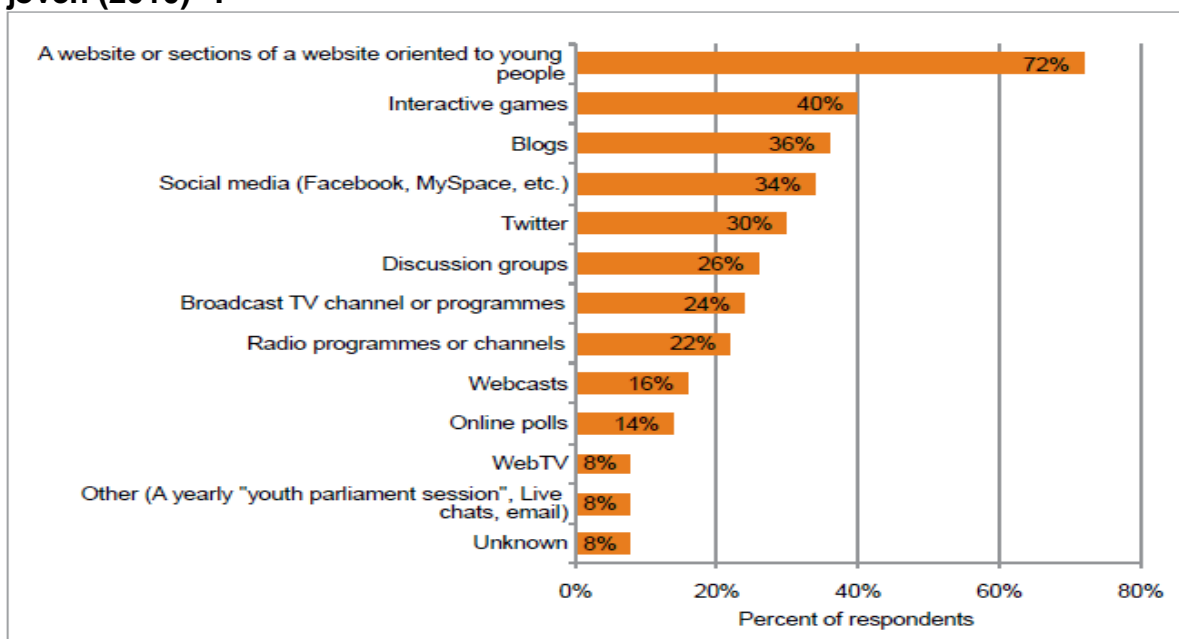 joven (2010)
A website or sections of a website oriented to young
people
72%
Interactive games
40%
Blogs
36%
Social media (Facebook, MySpace, etc.)
34%
Twitter
30%
Discussion groups
26%
Broadcast TV channel or programmes
24%
Radio programmes or channels
22%
Webcasts
16%
Online polls
14%
WebTV
8%
Other (A yearly "youth parliament session", Live
chats, email)
8%
Unknown
8%
0% 20% 40% 60% 80%
Percent of respondents